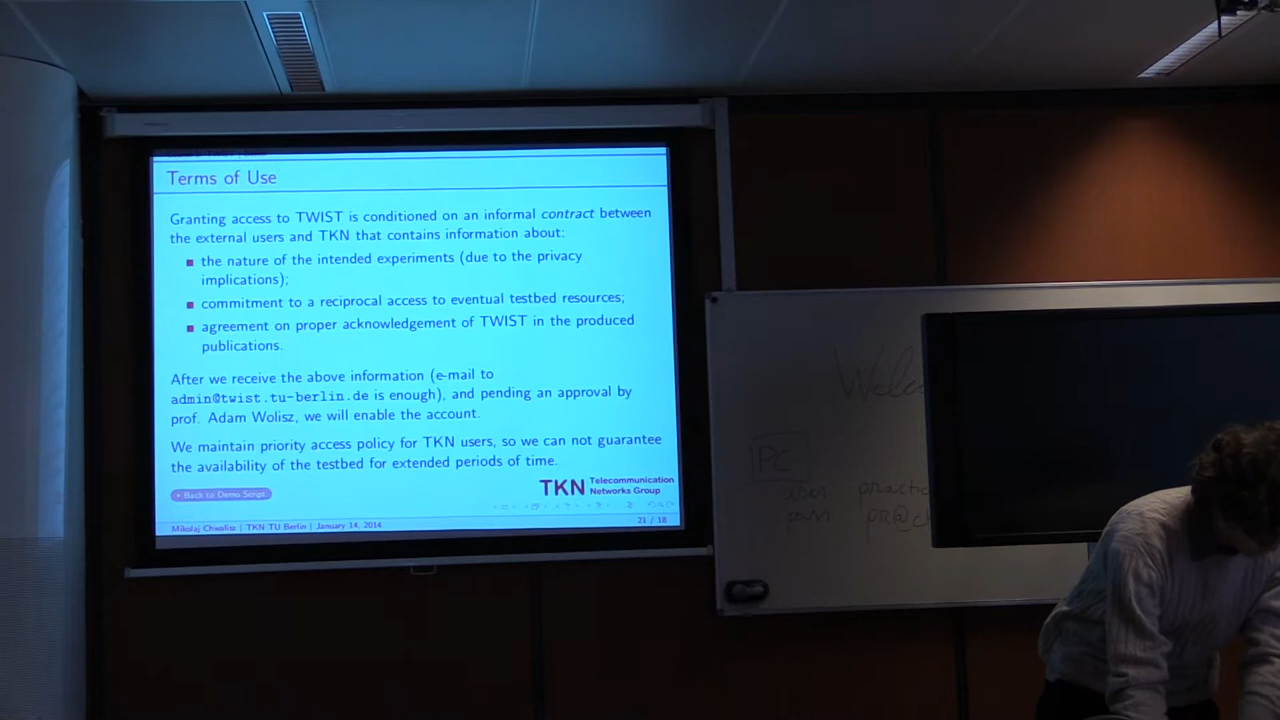 Terms of Use
Granting access to TWIST is conditioned on an informal contract between
the external users and TKN that contains information about:
the nature of the intended experiments (due to the privacy
implications);
commitment to a reciprocal access to eventual testbed resources;
agreement on proper acknowledgement of TWIST in the produced
publications.
After we receive the above information (e-mail to
admin@twist.tu-berlin.de is enough), and pending an approval by
prof. Adam Wolisz, we will enable the account.
We maintain priority access policy for TKN users, so we can not guarantee
the availability of the testbed for extended periods of time.
Back to Demo Script
TKN Telecommunication
Networks Group
Mikolaj Chwalisz | TKN TU Berlin | January 14, 2014
21 / 18
Welco
PC
user practic
pass pr@c